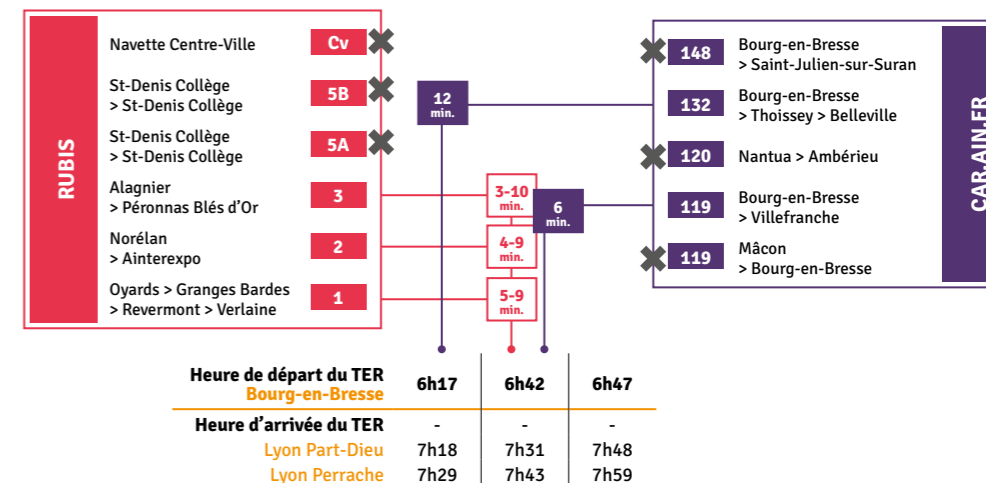 RUBIS
Navette Centre-Ville
Cv
St-Denis Collège
> St-Denis Collège
5B
St-Denis Collège
> St-Denis Collège
5A
Alagnier
> Péronnas Blés d'Or
3
Norélan
> Ainterexpo
2
Oyards > Granges Bardes
> Revermont > Verlaine
1
12
min.
3-10
min.
4-9
min.
5-9
min.
6
min.
148
Bourg-en-Bresse
> Saint-Julien-sur-Suran
132
Bourg-en-Bresse
> Thoissey > Belleville
120
Nantua > Ambérieu
119
Bourg-en-Bresse
> Villefranche
119
Mâcon
> Bourg-en-Bresse
CAR.AIN.FR
Heure de départ du TER
Bourg-en-Bresse
6h17 6h42 6h47
Heure d'arrivée du TER - - -
Lyon Part-Dieu 7h18 7h31 7h48
Lyon Perrache 7h29 7h43 7h59